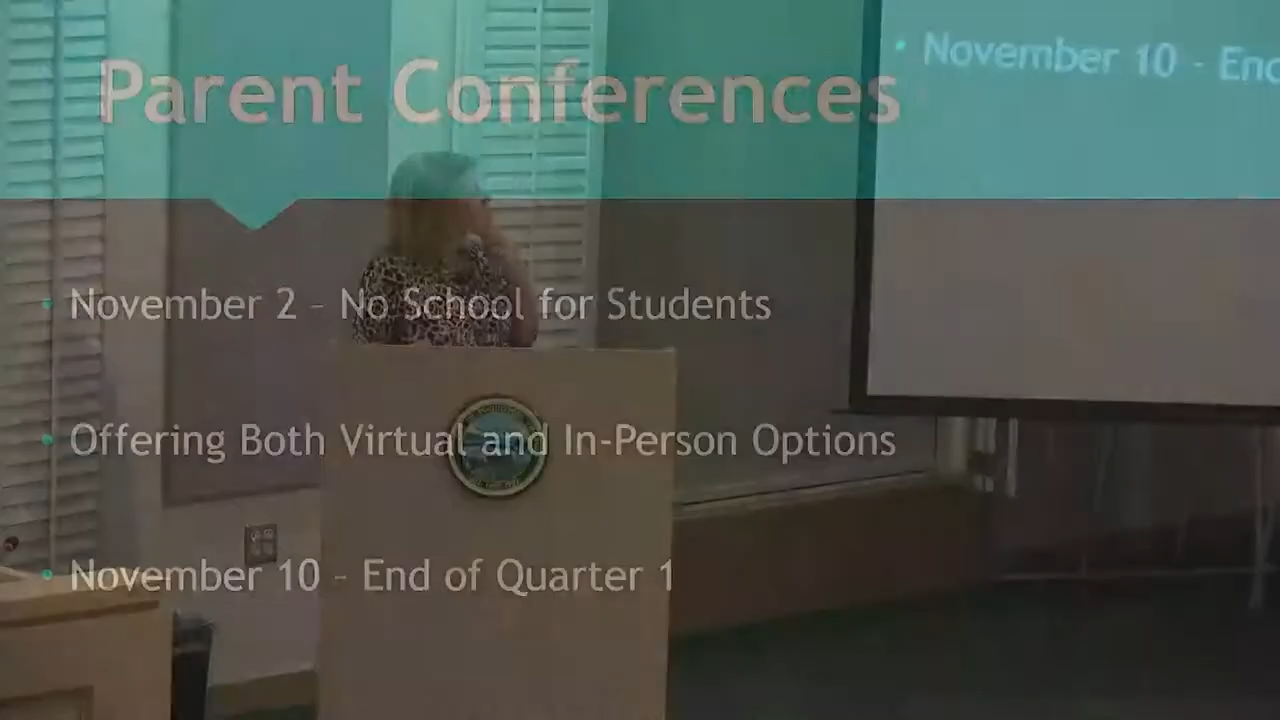 Parent Conferences
• November 10 - End
• November 2 – No School for Students
• Offering Both Virtual and In-Person Options
• November 10 - End of Quarter 1